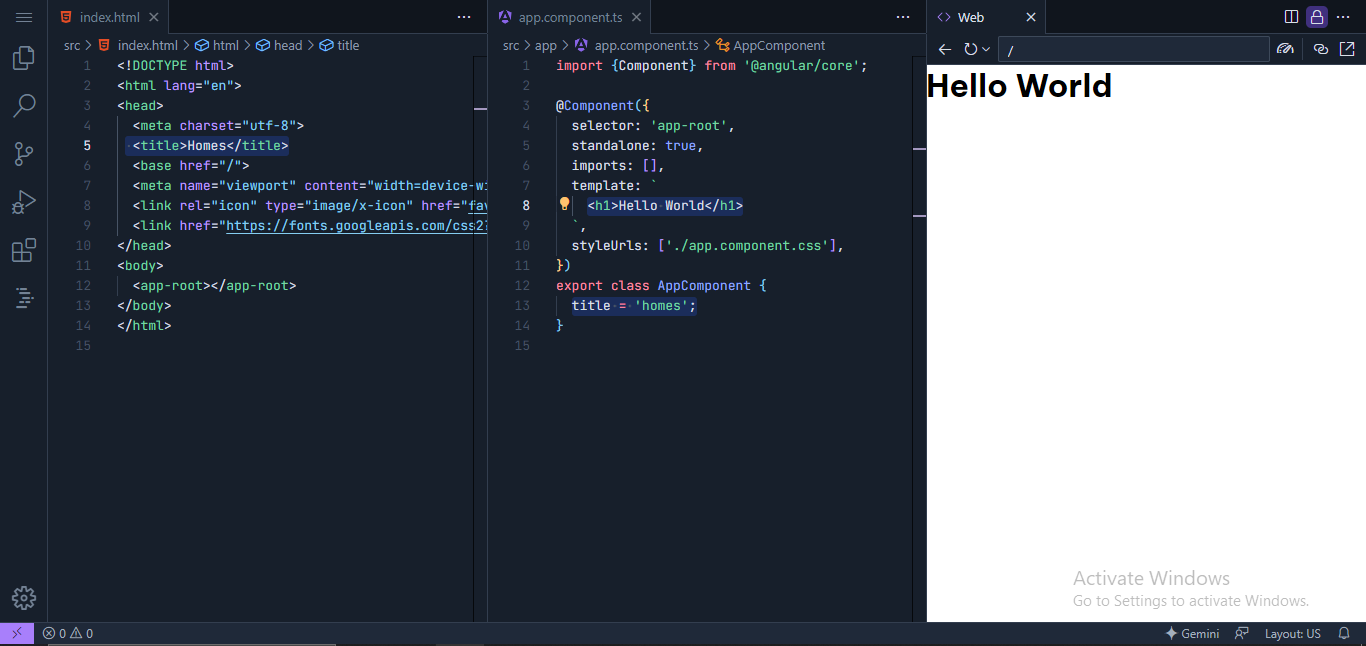 index.html
src > index.html > html > head > title
1 <!DOCTYPE html>
2 <html lang="en">
3 <head>
4 <meta charset="utf-8">
5 <title>Homes</title>
6 <base href="/">
7 <meta name="viewport" content="width=device-wi
8 <link rel="icon" type="image/x-icon" href="fav
9 <link href="https://fonts.googleapis.com/css2?
10 </head>
11 <body>
12 <app-root></app-root>
13 </body>
14 </html>
15
app.component.ts
src > app > app.component.ts > AppComponent
1 import {Component} from '@angular/core';
2
3 @Component({
4 selector: 'app-root',
5 standalone: true,
6 imports: [],
7 template: `
8 <h1>Hello World</h1>
9 `,
10 styleUrls: ['./app.component.css'],
11 })
12 export class AppComponent {
13 title = 'homes';
14 }
15
Web
/
Hello World
Activate Windows
Go to Settings to activate Windows.
0 0
Gemini
Layout: US